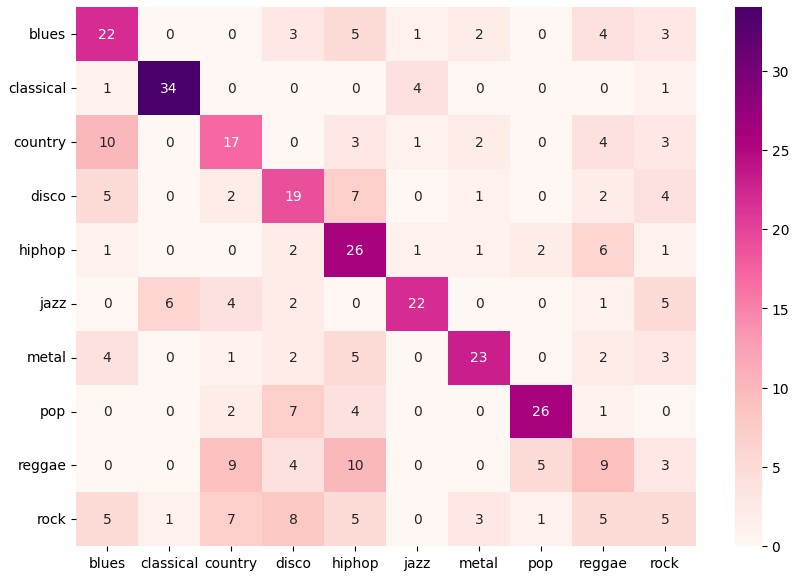 blues 22 0 0 3 5 1 2 0 4 3
classical 1 34 0 0 0 4 0 0 0 1
country 10 0 17 0 3 1 2 0 4 3
disco 5 0 2 19 7 0 1 0 2 4
hiphop 1 0 0 2 26 1 1 2 6 1
jazz 0 6 4 2 0 22 0 0 1 5
metal 4 0 1 2 5 0 23 0 2 3
pop 0 0 2 7 4 0 0 26 1 0
reggae 0 0 9 4 10 0 0 5 9 3
rock 5 1 7 8 5 0 3 1 5 5
blues classical country disco hiphop jazz metal pop reggae rock
30
25
20
15
10
5
0